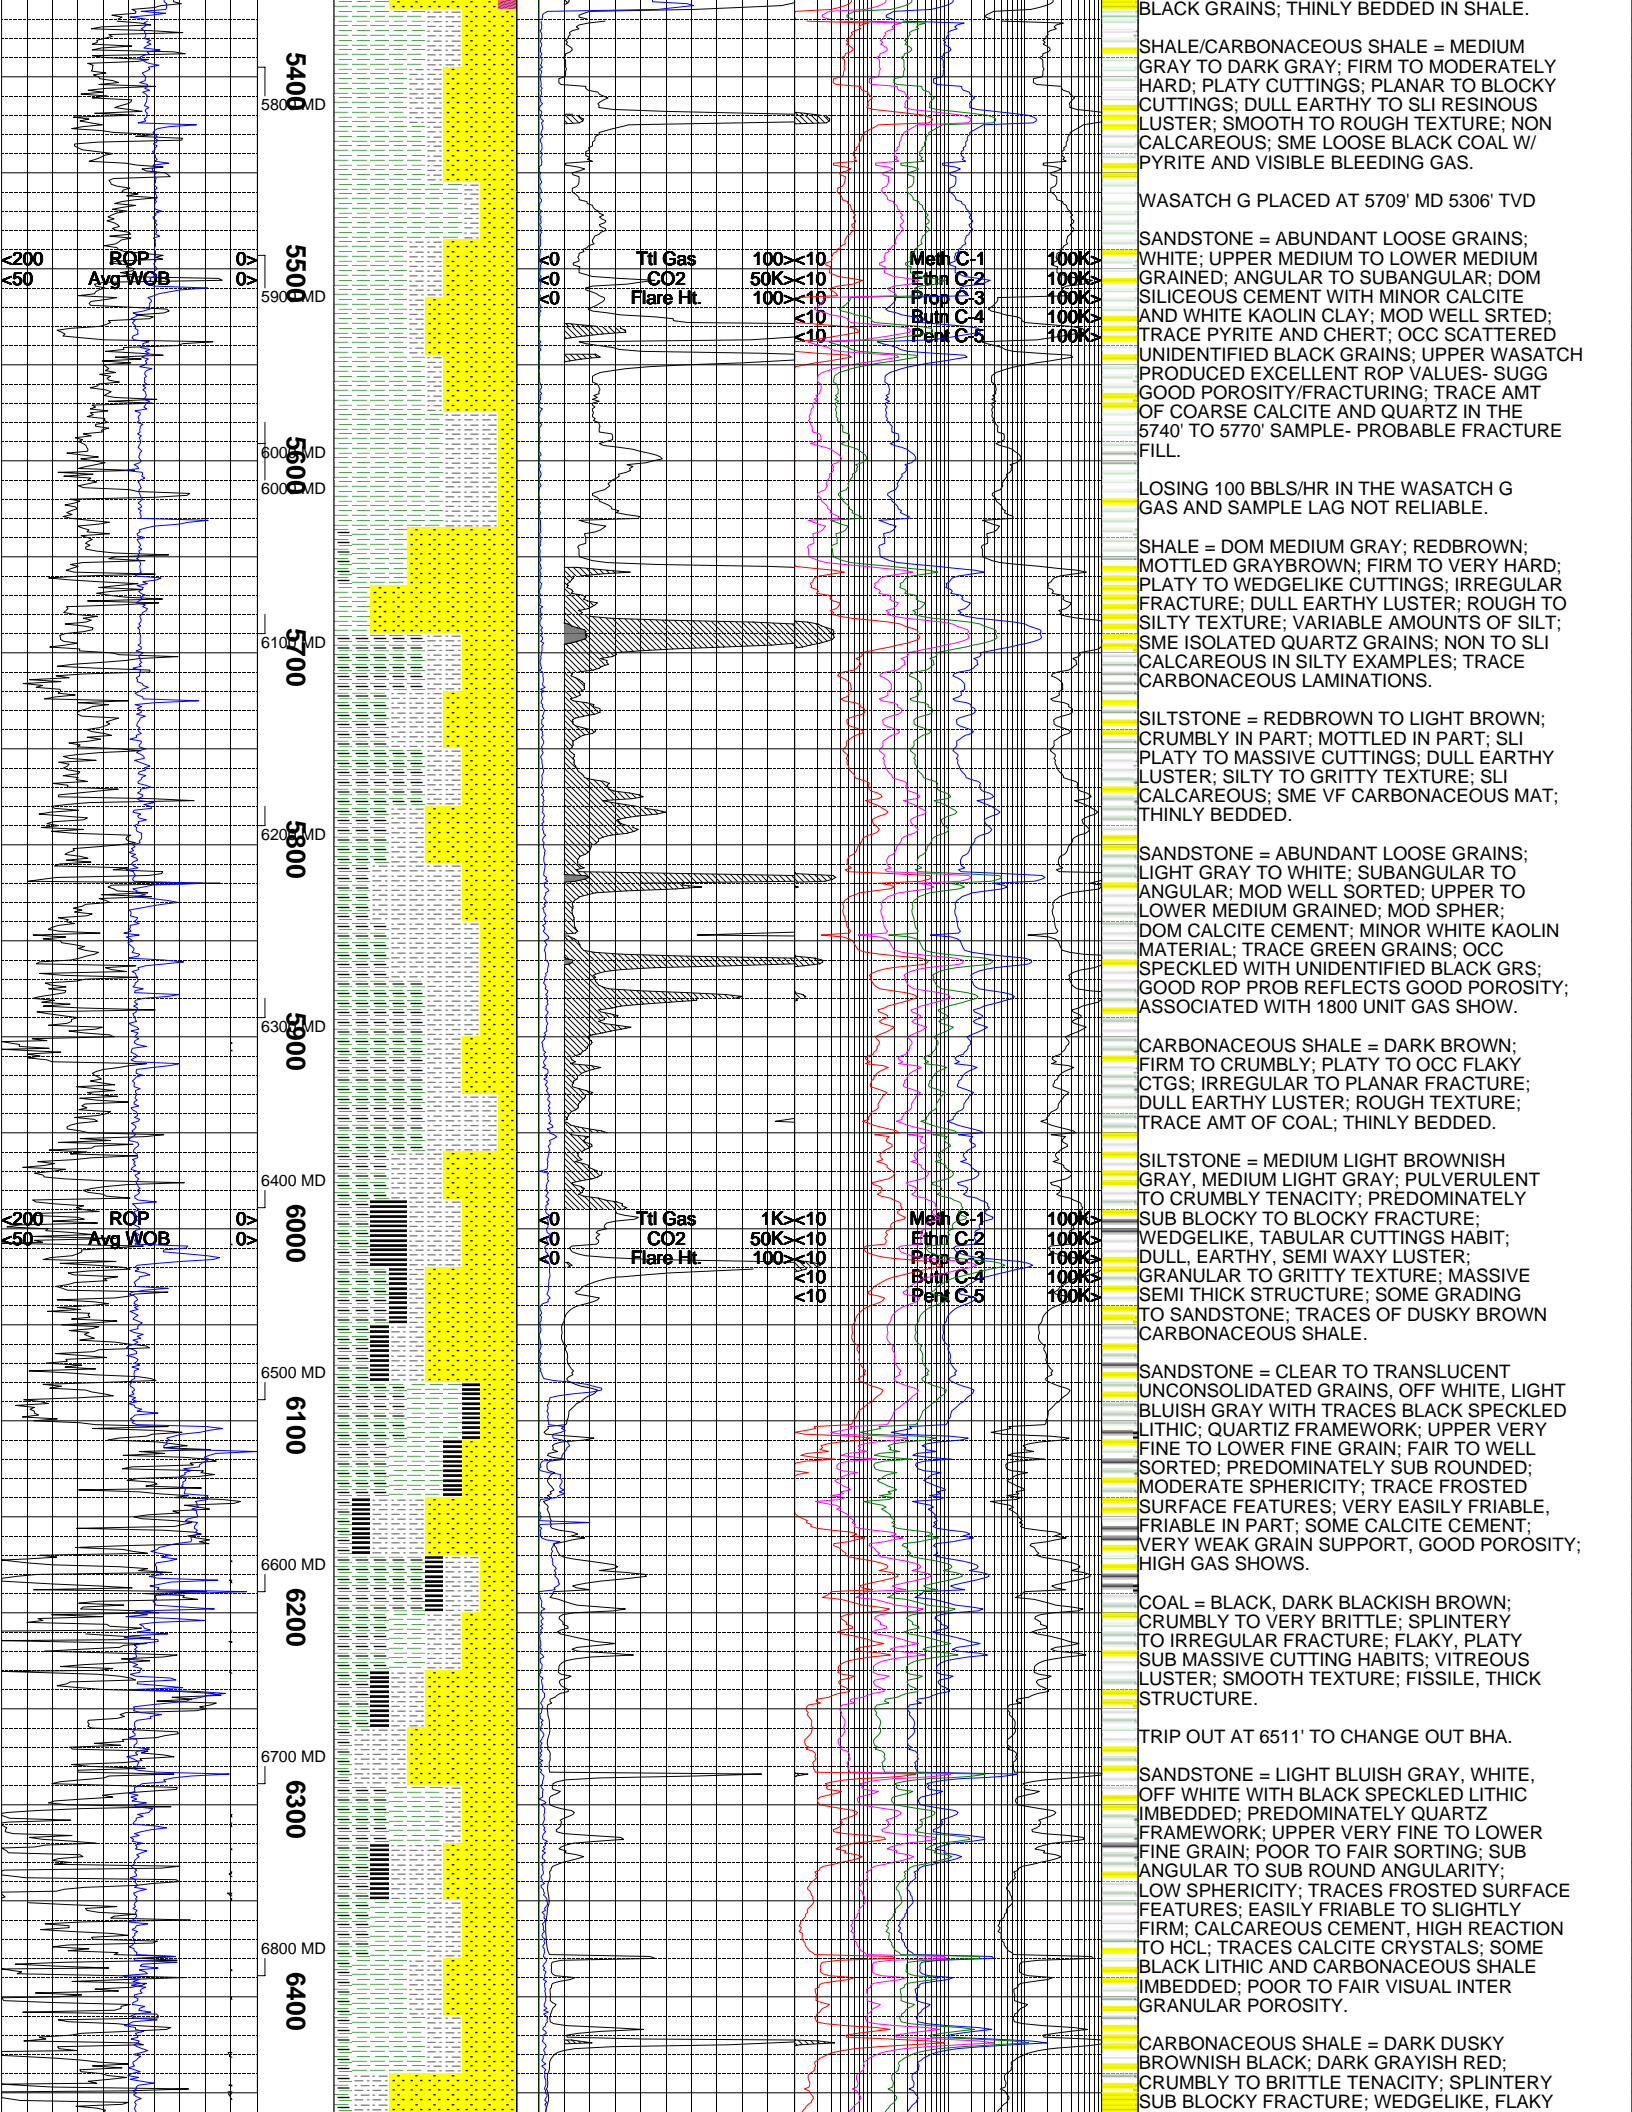 BLACK GRAINS; THINLY BEDDED IN SHALE.
SHALE/CARBONACEOUS SHALE = MEDIUM
GRAY TO DARK GRAY; FIRM TO MODERATELY
HARD; PLATY CUTTINGS; PLANAR TO BLOCKY
CUTTINGS; DULL EARTHY TO SLI RESINOUS
LUSTER; SMOOTH TO ROUGH TEXTURE; NON
CALCAREOUS; SME LOOSE BLACK COAL W/
PYRITE AND VISIBLE BLEEDING GAS.
WASATCH G PLACED AT 5709' MD 5306' TVD
SANDSTONE = ABUNDANT LOOSE GRAINS;
WHITE; UPPER MEDIUM TO LOWER MEDIUM
GRAINED; ANGULAR TO SUBANGULAR; DOM
SILICEOUS CEMENT WITH MINOR CALCITE
AND WHITE KAOLIN CLAY; MOD WELL SRTED;
TRACE PYRITE AND CHERT; OCC SCATTERED
UNIDENTIFIED BLACK GRAINS; UPPER WASATCH
PRODUCED EXCELLENT ROP VALUES- SUGG
GOOD POROSITY/FRACTURING; TRACE AMT
OF COARSE CALCITE AND QUARTZ IN THE
5740' TO 5770' SAMPLE- PROBABLE FRACTURE
FILL.
LOSING 100 BBLS/HR IN THE WASATCH G
GAS AND SAMPLE LAG NOT RELIABLE.
SHALE = DOM MEDIUM GRAY; REDBROWN;
MOTTLED GRAYBROWN; FIRM TO VERY HARD;
PLATY TO WEDGELIKE CUTTINGS; IRREGULAR
FRACTURE; DULL EARTHY LUSTER; ROUGH TO
SILTY TEXTURE; VARIABLE AMOUNTS OF SILT;
SME ISOLATED QUARTZ GRAINS; NON TO SLI
CALCAREOUS IN SILTY EXAMPLES; TRACE
CARBONACEOUS LAMINATIONS.
SILTSTONE = REDBROWN TO LIGHT BROWN;
CRUMBLY IN PART; MOTTLED IN PART; SLI
PLATY TO MASSIVE CUTTINGS; DULL EARTHY
LUSTER; SILTY TO GRITTY TEXTURE; SLI
CALCAREOUS; SME VF CARBONACEOUS MAT;
THINLY BEDDED.
SANDSTONE = ABUNDANT LOOSE GRAINS;
LIGHT GRAY TO WHITE; SUBANGULAR TO
ANGULAR; MOD WELL SORTED; UPPER TO
LOWER MEDIUM GRAINED; MOD SPHER;
DOM CALCITE CEMENT; MINOR WHITE KAOLIN
MATERIAL; TRACE GREEN GRAINS; OCC
SPECKLED WITH UNIDENTIFIED BLACK GRS;
GOOD ROP PROB REFLECTS GOOD POROSITY;
ASSOCIATED WITH 1800 UNIT GAS SHOW.
CARBONACEOUS SHALE = DARK BROWN;
FIRM TO CRUMBLY; PLATY TO OCC FLAKY
CTGS; IRREGULAR TO PLANAR FRACTURE;
DULL EARTHY LUSTER; ROUGH TEXTURE;
TRACE AMT OF COAL; THINLY BEDDED.
SILTSTONE = MEDIUM LIGHT BROWNISH
GRAY, MEDIUM LIGHT GRAY; PULVERULENT
TO CRUMBLY TENACITY; PREDOMINATELY
SUB BLOCKY TO BLOCKY FRACTURE;
WEDGELIKE, TABULAR CUTTINGS HABIT;
DULL, EARTHY, SEMI WAXY LUSTER;
GRANULAR TO GRITTY TEXTURE; MASSIVE
SEMI THICK STRUCTURE; SOME GRADING
TO SANDSTONE; TRACES OF DUSKY BROWN
CARBONACEOUS SHALE.
SANDSTONE = CLEAR TO TRANSLUCENT
UNCONSOLIDATED GRAINS, OFF WHITE, LIGHT
BLUISH GRAY WITH TRACES BLACK SPECKLED
LITHIC; QUARTIZ FRAMEWORK; UPPER VERY
FINE TO LOWER FINE GRAIN; FAIR TO WELL
SORTED; PREDOMINATELY SUB ROUNDED;
MODERATE SPHERICITY; TRACE FROSTED
SURFACE FEATURES; VERY EASILY FRIABLE,
FRIABLE IN PART; SOME CALCITE CEMENT;
VERY WEAK GRAIN SUPPORT, GOOD POROSITY;
HIGH GAS SHOWS.
COAL = BLACK, DARK BLACKISH BROWN;
CRUMBLY TO VERY BRITTLE; SPLINTERY
TO IRREGULAR FRACTURE; FLAKY, PLATY
SUB MASSIVE CUTTING HABITS; VITREOUS
LUSTER; SMOOTH TEXTURE; FISSILE, THICK
STRUCTURE.
TRIP OUT AT 6511' TO CHANGE OUT BHA.
SANDSTONE = LIGHT BLUISH GRAY, WHITE,
OFF WHITE WITH BLACK SPECKLED LITHIC
IMBEDDED; PREDOMINATELY QUARTZ
FRAMEWORK; UPPER VERY FINE TO LOWER
FINE GRAIN; POOR TO FAIR SORTING; SUB
ANGULAR TO SUB ROUND ANGULARITY;
LOW SPHERICITY; TRACES FROSTED SURFACE
FEATURES; EASILY FRIABLE TO SLIGHTLY
FIRM; CALCAREOUS CEMENT, HIGH REACTION
TO HCL; TRACES CALCITE CRYSTALS; SOME
BLACK LITHIC AND CARBONACEOUS SHALE
IMBEDDED; POOR TO FAIR VISUAL INTER
GRANULAR POROSITY.
CARBONACEOUS SHALE = DARK DUSKY
BROWNISH BLACK; DARK GRAYISH RED;
CRUMBLY TO BRITTLE TENACITY; SPLINTERY
SUB BLOCKY FRACTURE; WEDGELIKE, FLAKY
5400
5800 MD
5500
5900 MD
5600
6000 MD
6000 MD
5700
6100 MD
5800
6200 MD
5900
6300 MD
6000
6400 MD
6100
6500 MD
6200
6600 MD
6300
6700 MD
6400
6800 MD
<200 ROP 0>
<50 Avg WOB 0>
<0 Ttl Gas 100>
<0 CO2 50K>
<0 Flare Ht. 100>
<10 Meth C-1 100K>
<10 Ethn C-2 100K>
<10 Prop C-3 100K>
<10 Butn C-4 100K>
<10 Pent C-5 100K>
<200 ROP 0>
<50 Avg WOB 0>
<0 Ttl Gas 1K>
<0 CO2 50K>
<0 Flare Ht. 100>
<10 Meth C-1 100K>
<10 Ethn C-2 100K>
<10 Prop C-3 100K>
<10 Butn C-4 100K>
<10 Pent C-5 100K>